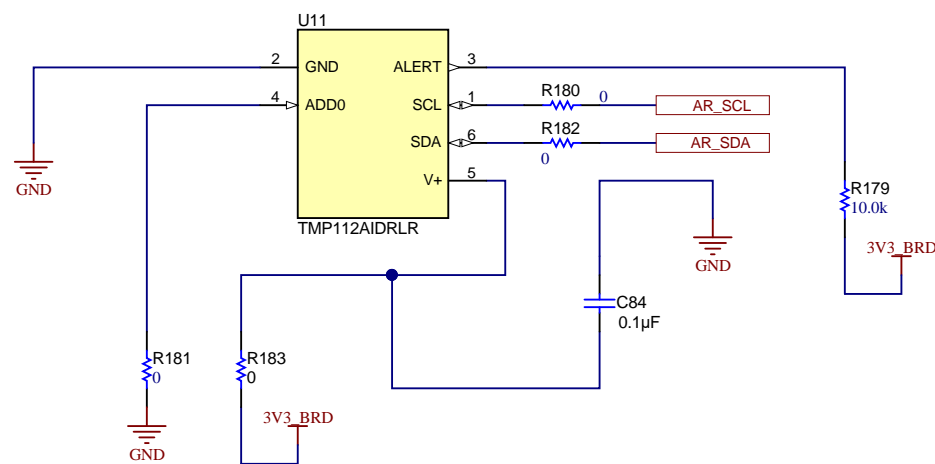 U11
2 GND ALERT 3
4 ADD0 SCL 1 R180 0 AR_SCL
SDA 6 R182 0 AR_SDA
V+ 5
TMP112AIDRLR
GND
R179
10.0k
3V3_BRD
GND
C84
0.1µF
R181
0
R183
0
3V3_BRD
GND